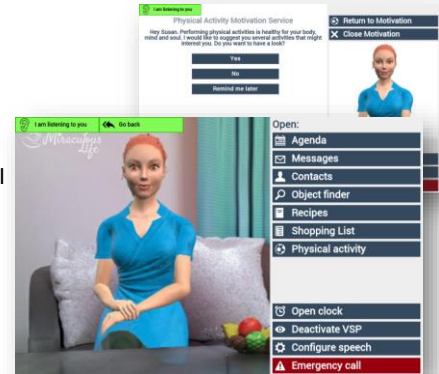 I am listening to you
Physical Activity Motivation Service
Hey Susan. Performing physical activities is healthy for your body,
mind and soul. I would like to suggest you several activities that might
interest you. Do you want to have a look?
Yes
No
Remind me later
Return to Motivation
Close Motivation
I am listening to you
Go back
Miraculous
Life
Open:
Agenda
Messages
Contacts
Object finder
Recipes
Shopping List
Physical activity
Open clock
Deactivate VSP
Configure speech
Emergency call